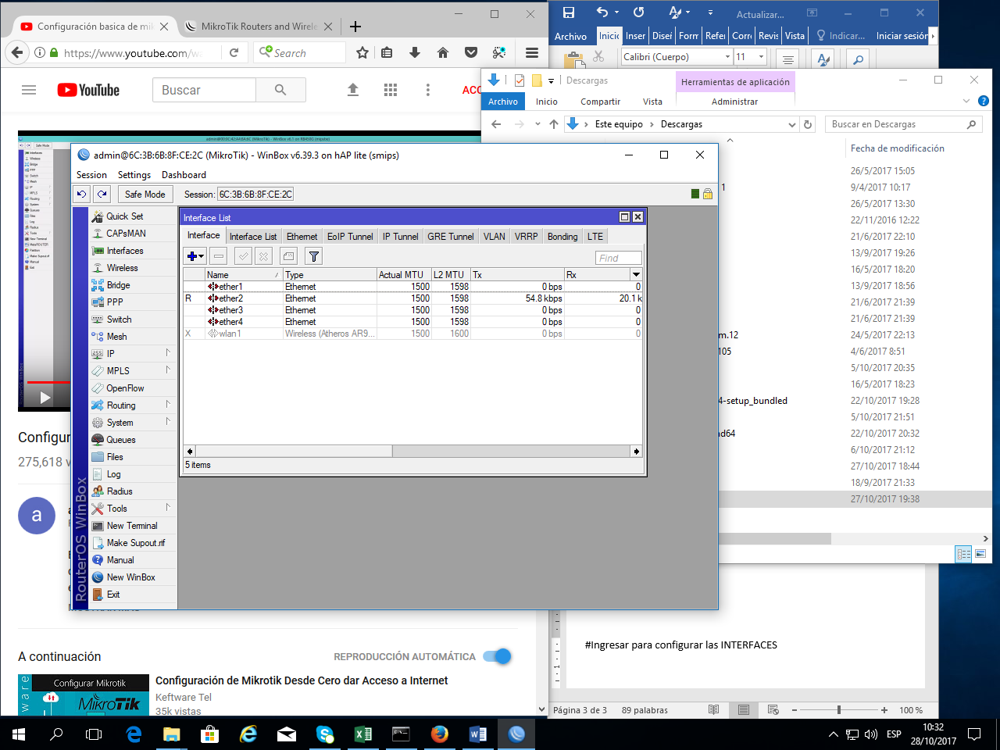 Configuración basica de mik
MikroTik Routers and Wirele
https://www.youtube.com/wa
Search
YouTube
Buscar
ACC
Configur
275,618 v
a
A continuación
REPRODUCCIÓN AUTOMÁTICA
Configurar Mikrotik
MikroTik
ware
Configuración de Mikrotik Desde Cero dar Acceso a Internet
Keftware Tel
35k vistas
Actualizar...
Archivo
Inicio
Inser
Diseí
Form
Refer
Corre
Revis
Vista
Indicar...
Iniciar sesión
Calibri (Cuerpo)
11
#Ingresar para configurar las INTERFACES
Página 3 de 3
89 palabras
100 %
Descargas
Herramientas de aplicación
Archivo
Inicio
Compartir
Vista
Administrar
Este equipo
Descargas
Buscar en Descargas
Fecha de modificación
26/5/2017 15:05
1 9/4/2017 10:17
26/5/2017 13:30
22/11/2016 12:22
21/6/2017 22:10
13/9/2017 19:26
16/5/2017 18:20
13/9/2017 18:56
21/6/2017 21:39
21/6/2017 21:39
m.12 24/5/2017 22:13
105 4/6/2017 8:51
5/10/2017 20:35
16/5/2017 18:23
4-setup_bundled 22/10/2017 19:28
5/10/2017 21:51
nd64 22/10/2017 20:32
6/10/2017 21:12
27/10/2017 18:44
18/9/2017 21:33
27/10/2017 19:38
admin@6C:3B:6B:8F:CE:2C (MikroTik) - WinBox v6.39.3 on hAP lite (smips)
Session
Settings
Dashboard
Safe Mode
Session: 6C:3B:6B:8F:CE:2C
RouterOS WinBox
Quick Set
CAPsMAN
Interfaces
Wireless
Bridge
PPP
Switch
Mesh
IP
MPLS
OpenFlow
Routing
System
Queues
Files
Log
Radius
Tools
New Terminal
Make Supout.rif
Manual
New WinBox
Exit
Interface List
Interface
Interface List
Ethernet
EoIP Tunnel
IP Tunnel
GRE Tunnel
VLAN
VRRP
Bonding
LTE
Find
Name Type Actual MTU L2 MTU Tx Rx
ether1 Ethernet 1500 1598 0 bps 0
R ether2 Ethernet 1500 1598 54.8 kbps 20.1 k
ether3 Ethernet 1500 1598 0 bps 0
ether4 Ethernet 1500 1598 0 bps 0
X wlan1 Wireless (Atheros AR9... 1500 1600 0 bps 0
5 items
ESP
10:32
28/10/2017